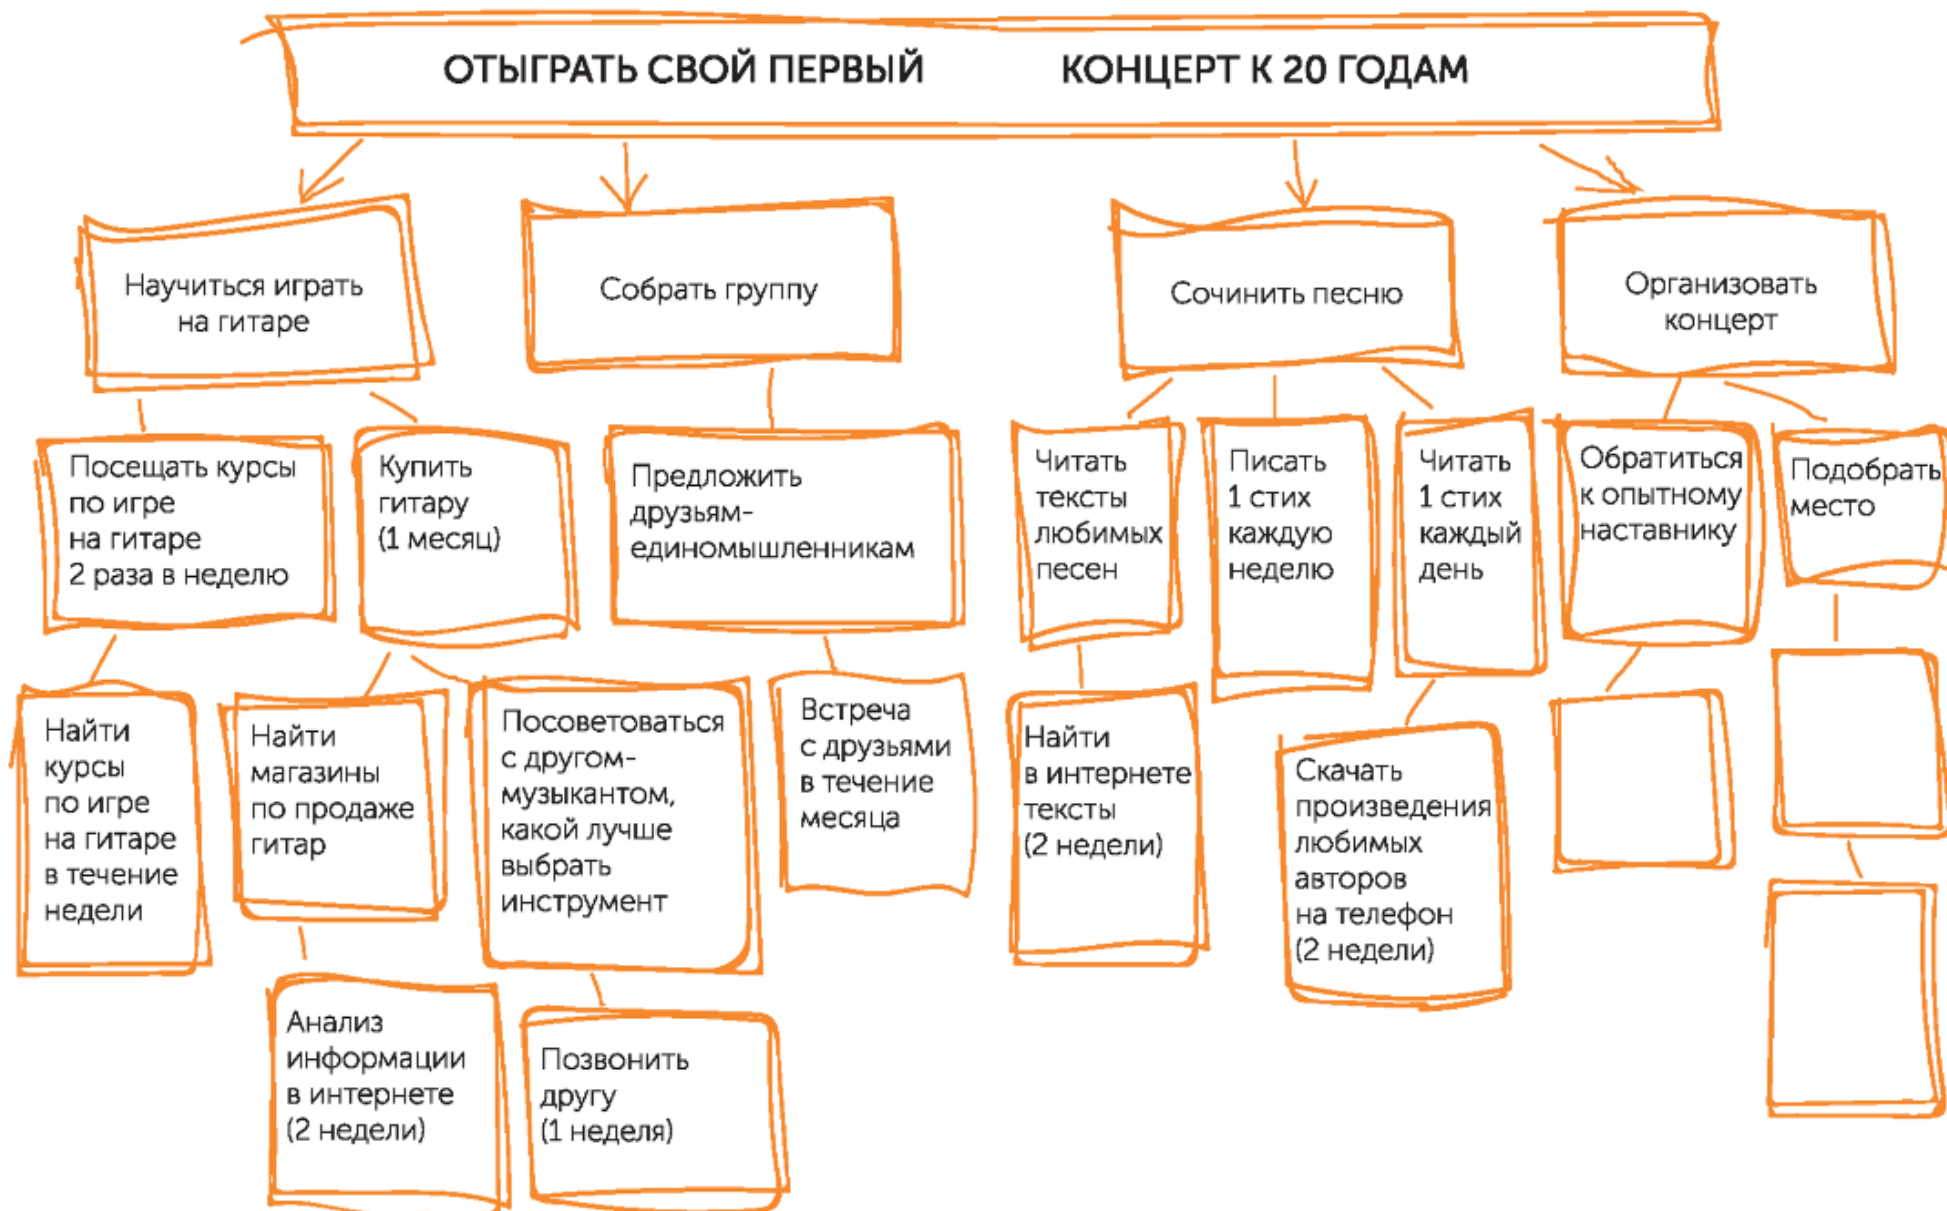 ОТЫГРАТЬ СВОЙ ПЕРВЫЙ КОНЦЕРТ К 20 ГОДАМ
Научиться играть
на гитаре
Собрать группу
Сочинить песню
Организовать
концерт
Посещать курсы
по игре
на гитаре
2 раза в неделю
Купить
гитару
(1 месяц)
Предложить
друзьям-
единомышленникам
Читать
тексты
любимых
песен
Писать
1 стих
каждую
неделю
Читать
1 стих
каждый
день
Обратиться
к опытному
наставнику
Подобрать
место
Найти
курсы
по игре
на гитаре
в течение
недели
Найти
магазины
по продаже
гитар
Посоветоваться
с другом-
музыкантом,
какой лучше
выбрать
инструмент
Встреча
с друзьями
в течение
месяца
Найти
в интернете
тексты
(2 недели)
Скачать
произведения
любимых
авторов
на телефон
(2 недели)
Анализ
информации
в интернете
(2 недели)
Позвонить
другу
(1 неделя)